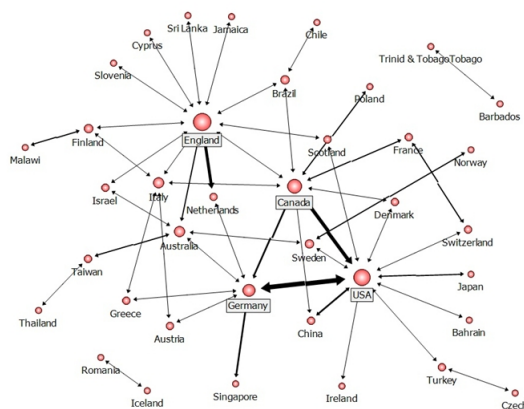 Sri Lanka
Jamaica
Chile
Cyprus
Trinid & TobagoTobago
Slovenia
Brazil
Poland
Barbados
England
Scotland
France
Norway
Finland
Malawi
Israel
Italy
Netherlands
Canada
Denmark
Switzerland
Australia
Sweden
Taiwan
USA
Japan
Greece
Germany
Thailand
Austria
China
Bahrain
Romania
Iceland
Singapore
Ireland
Turkey
Czech